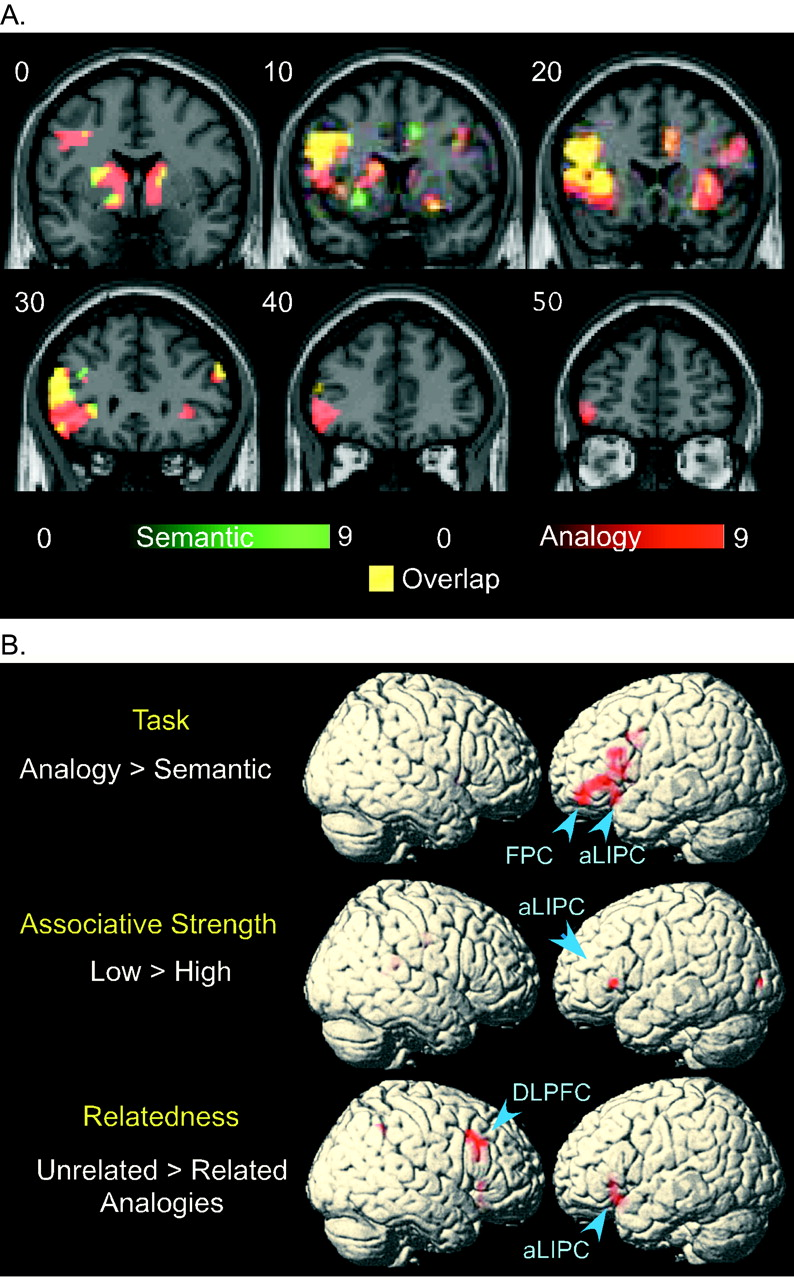 A.
0 10 20
30 40 50
0 Semantic 9 0 Analogy 9
Overlap
B.
Task
Analogy > Semantic
FPC aLIPC
Associative Strength
Low > High
aLIPC
Relatedness
Unrelated > Related
Analogies
DLPFC
aLIPC